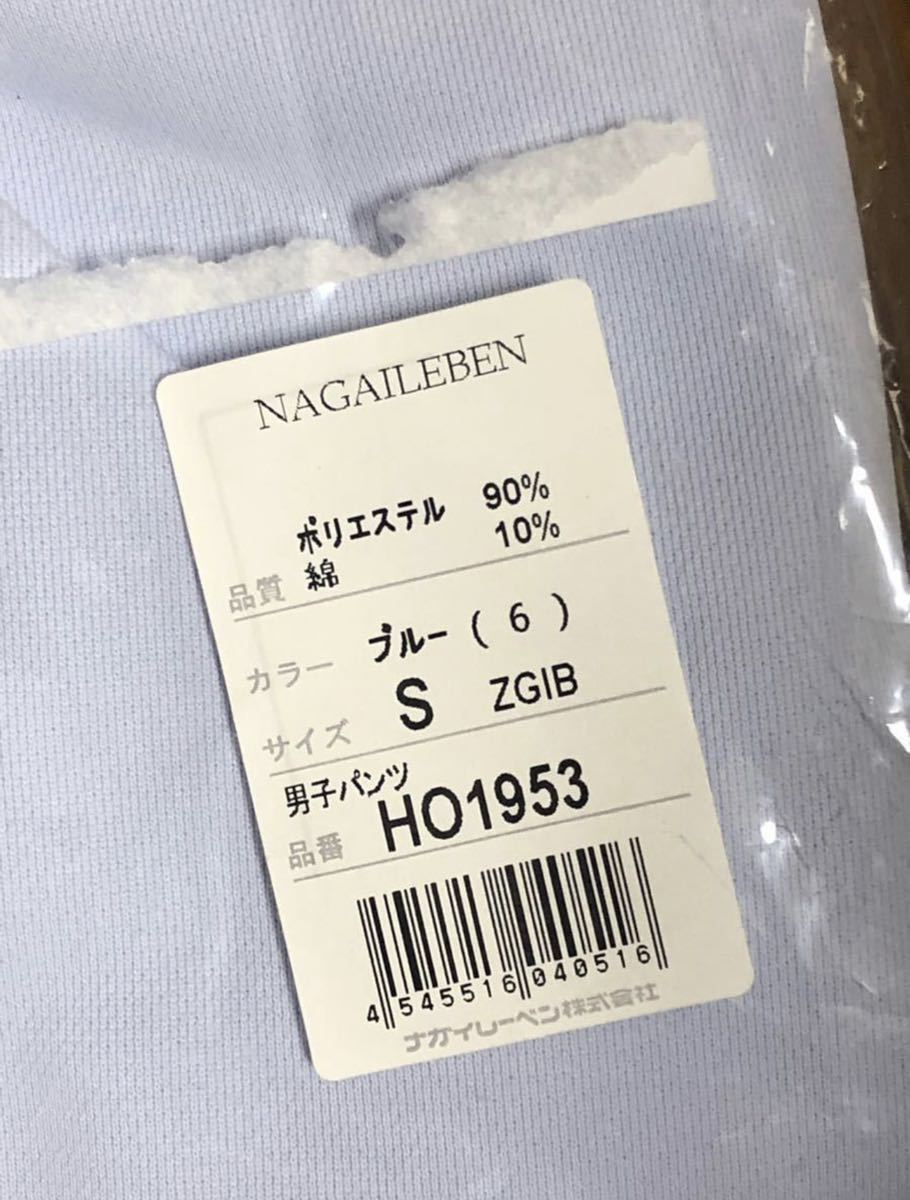 NAGAILEBEN
ポリエステル 90%
品質 綿 10%
カラー ブルー ( 6 )
サイズ S ZGIB
男子パンツ
品番 HO1953
4 545516 040516
ナガイレーベン株式会社